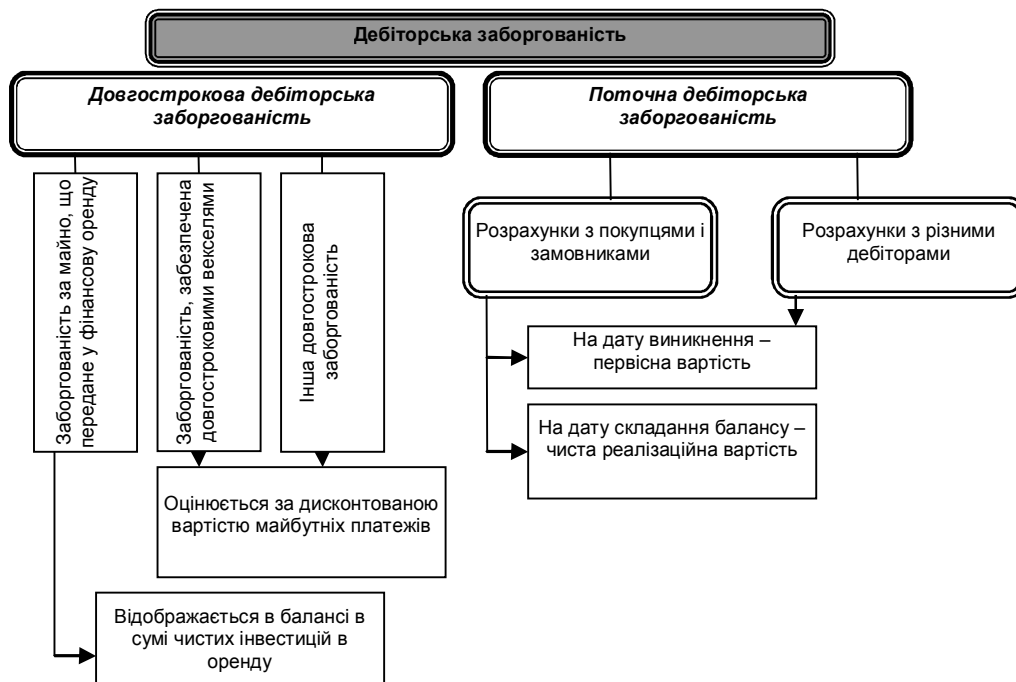 Дебіторська заборгованість
Довгострокова дебіторська
заборгованість
Поточна дебіторська
заборгованість
Заборгованість за майно, що
передане у фінансову оренду
Заборгованість, забезпечена
довгостроковими векселями
Інша довгострокова
заборгованість
Розрахунки з покупцями і
замовниками
Розрахунки з різними
дебіторами
На дату виникнення –
первісна вартість
На дату складання балансу –
чиста реалізаційна вартість
Оцінюється за дисконтованою
вартістю майбутніх платежів
Відображається в балансі в
сумі чистих інвестицій в
оренду